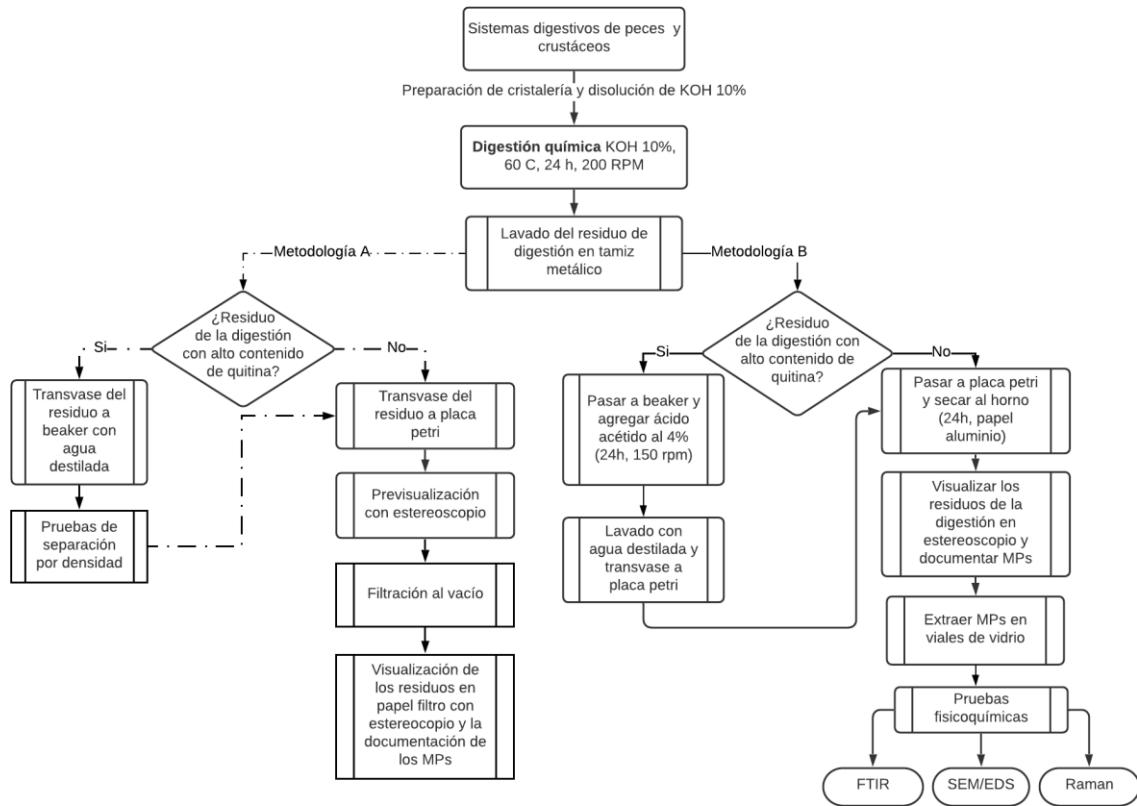 Sistemas digestivos de peces y
crustáceos
Preparación de cristalería y disolución de KOH 10%
Digestión química KOH 10%,
60 C, 24 h, 200 RPM
Lavado del residuo de
digestión en tamiz
metálico
Metodología A
¿Residuo
de la digestión
con alto contenido
de quitina?
Si
No
Transvase del
residuo a
beaker con
agua
destilada
Pruebas de
separación
por densidad
Transvase del
residuo a placa
petri
Previsualización
con estereoscopio
Filtración al vacío
Visualización de
los residuos en
papel filtro con
estereocopio y la
documentación de
los MPs
Metodología B
¿Residuo
de la digestión con
alto contenido de
quitina?
Si
No
Pasar a beaker y
agregar ácido
acétido al 4%
(24h, 150 rpm)
Lavado con
agua destilada y
transvase a
placa petri
Pasar a placa petri
y secar al horno
(24h, papel
aluminio)
Visualizar los
residuos de la
digestión en
estereoscopio y
documentar MPs
Extraer MPs en
viales de vidrio
Pruebas
fisicoquímicas
FTIR
SEM/EDS
Raman